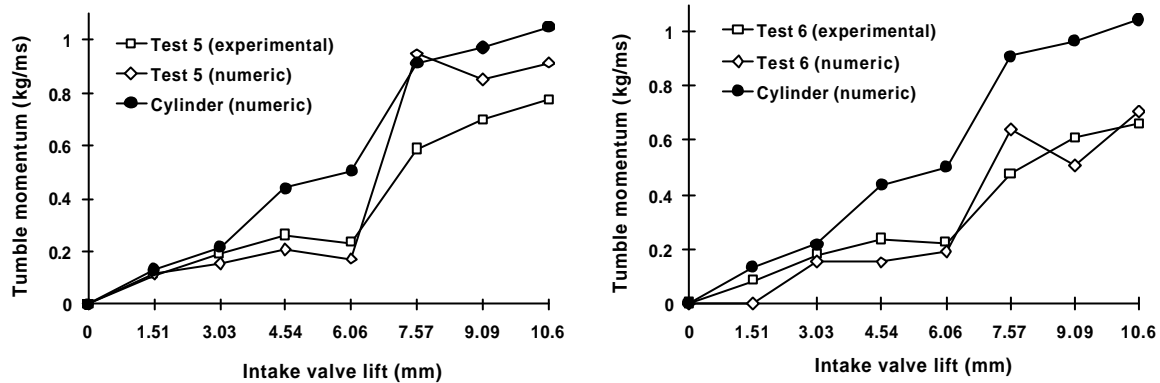 1
0.8
0.6
0.4
0.2
0
Tumble momentum (kg/ms)
Test 5 (experimental)
Test 5 (numeric)
Cylinder (numeric)
0 1.51 3.03 4.54 6.06 7.57 9.09 10.6
Intake valve lift (mm)
1
0.8
0.6
0.4
0.2
0
Tumble momentum (kg/ms)
Test 6 (experimental)
Test 6 (numeric)
Cylinder (numeric)
0 1.51 3.03 4.54 6.06 7.57 9.09 10.6
Intake valve lift (mm)